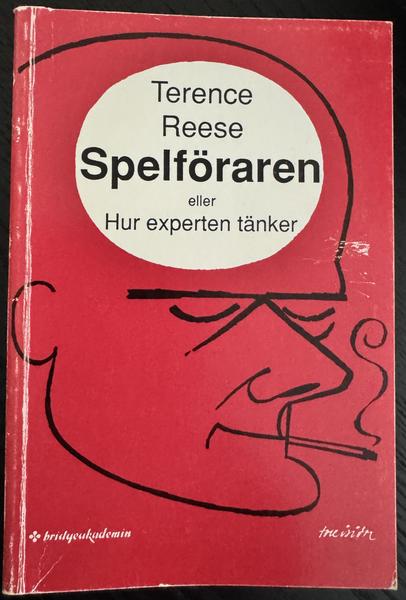 Terence
Reese
Spelföraren
eller
Hur experten tänker
bridgeakademin